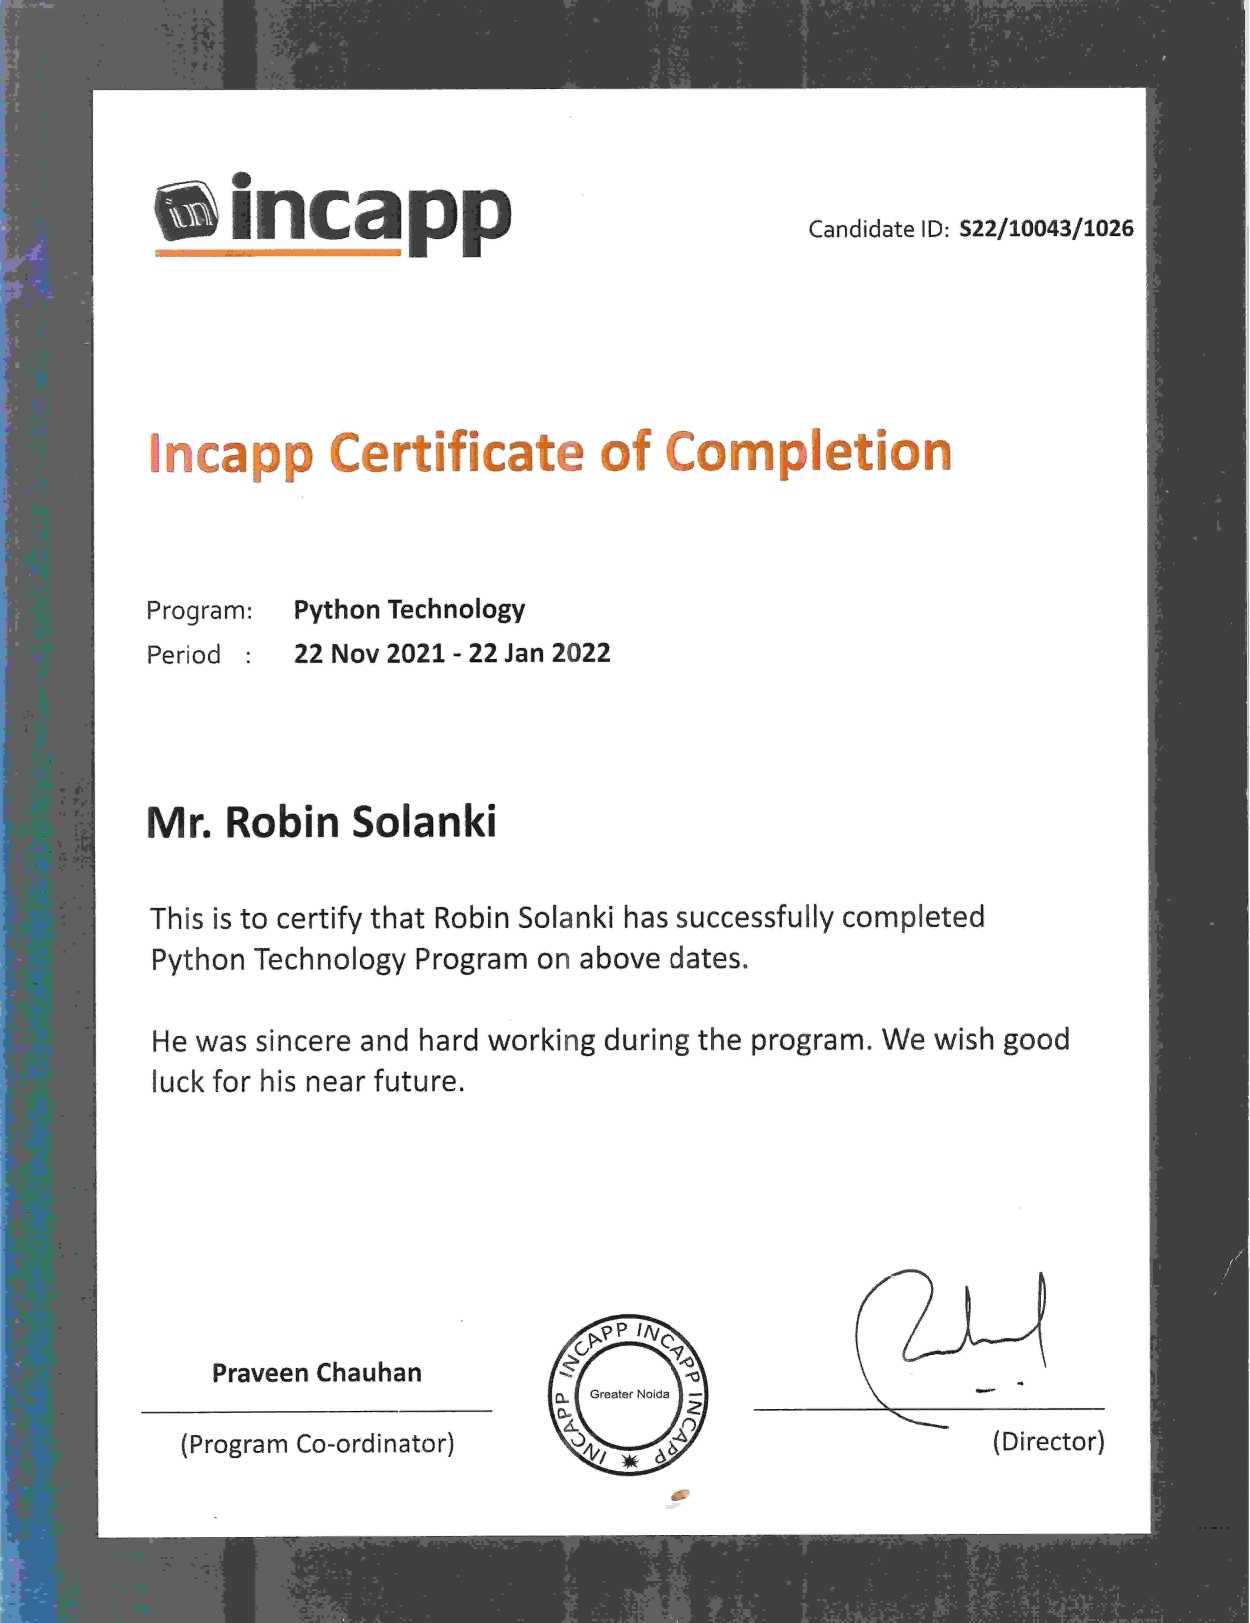 in incapp
Candidate ID: S22/10043/1026
Incapp Certificate of Completion
Program: Python Technology
Period : 22 Nov 2021 - 22 Jan 2022
Mr. Robin Solanki
This is to certify that Robin Solanki has successfully completed
Python Technology Program on above dates.
He was sincere and hard working during the program. We wish good
luck for his near future.
Praveen Chauhan
(Program Co-ordinator)
INCAPP INCAPP INCAPP INCAPP
Greater Noida
(Director)